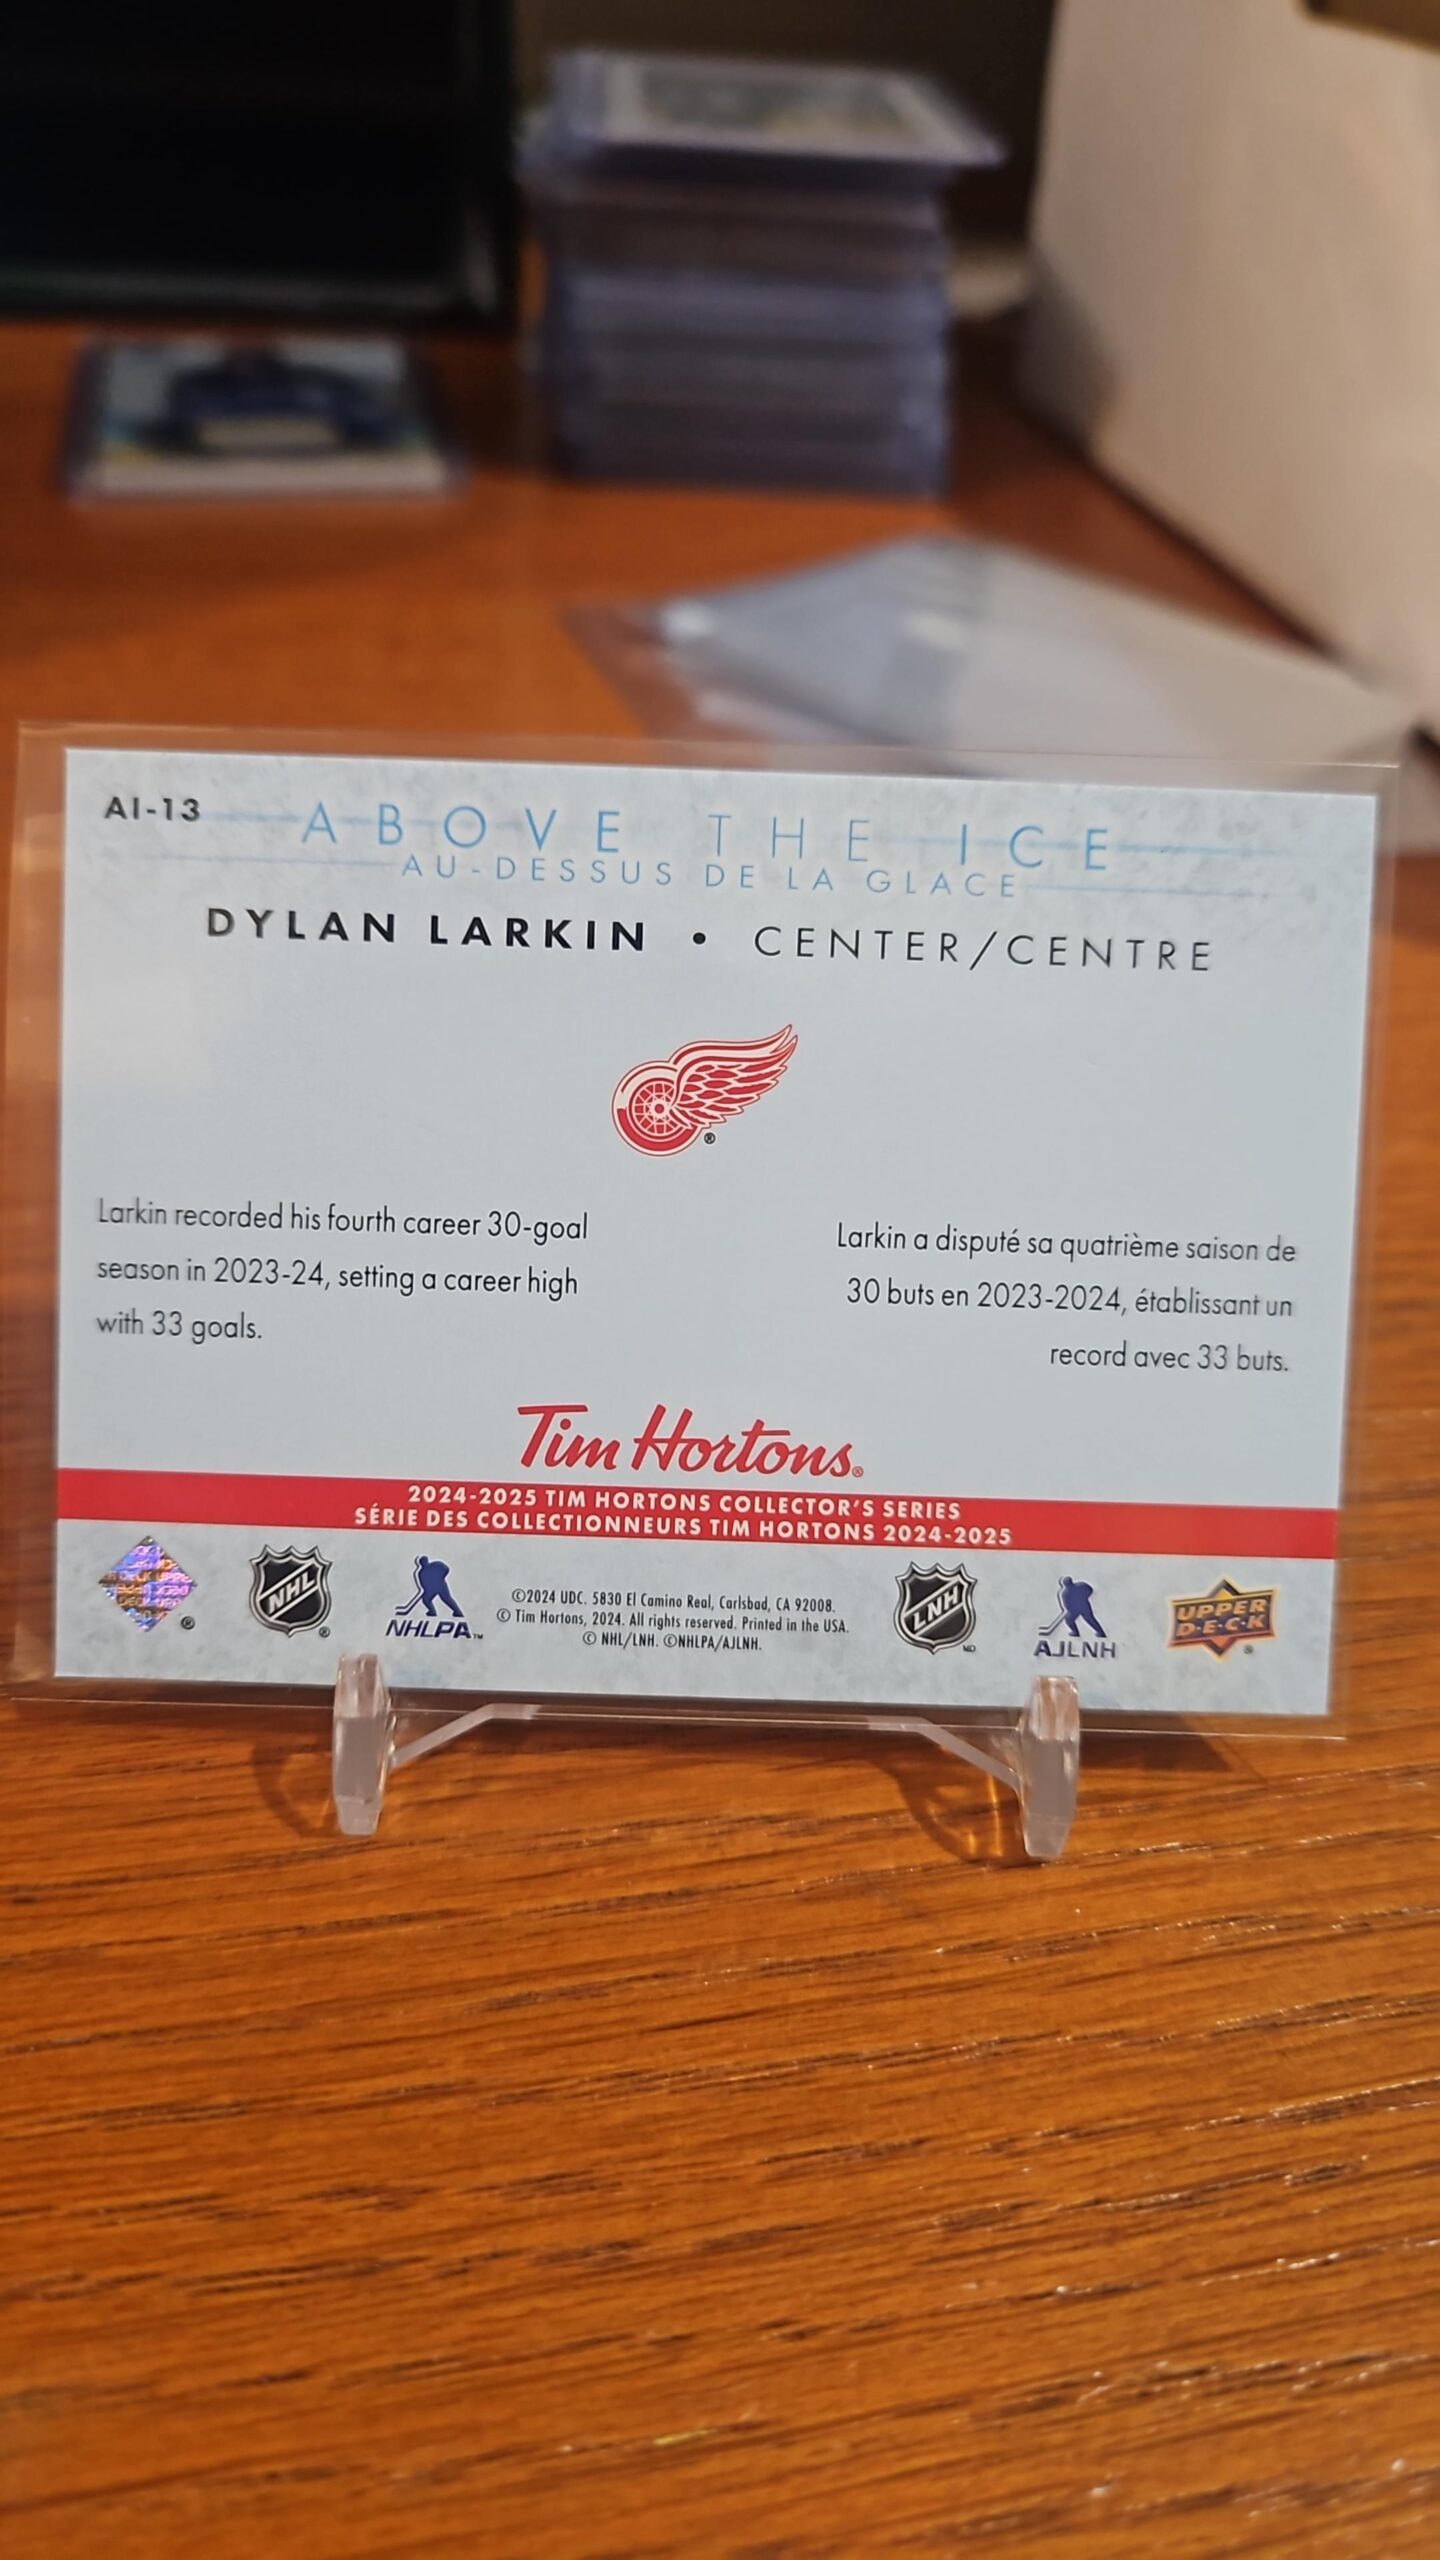 AI-13
ABOVE THE ICE
AU-DESSUS DE LA GLACE
DYLAN LARKIN • CENTER/CENTRE
®
Larkin recorded his fourth career 30-goal
season in 2023-24, setting a career high
with 33 goals.
Larkin a disputé sa quatrième saison de
30 buts en 2023-2024, établissant un
record avec 33 buts.
Tim Hortons®
2024-2025 TIM HORTONS COLLECTOR'S SERIES
SÉRIE DES COLLECTIONNEURS TIM HORTONS 2024-2025
®
NHL ®
NHLPA™
©2024 UDC. 5830 El Camino Real, Carlsbad, CA 92008.
© Tim Hortons, 2024. All rights reserved. Printed in the USA.
© NHL/LNH. ©NHLPA/AJLNH.
LNH MD
AJLNH
UPPER
DECK ®